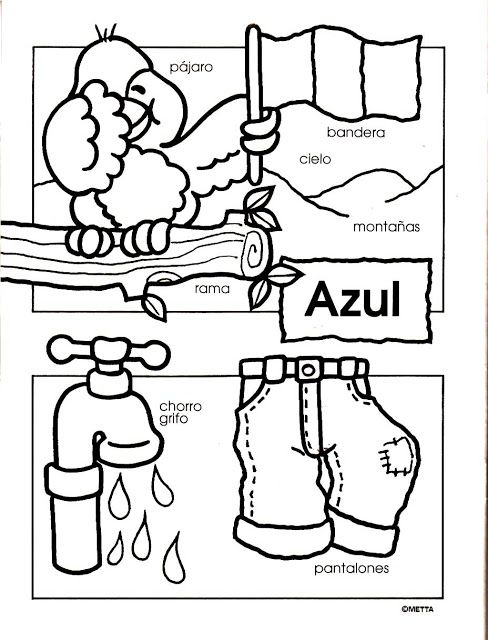 pájaro
bandera
cielo
montañas
rama
Azul
chorro
grifo
pantalones
©METTA